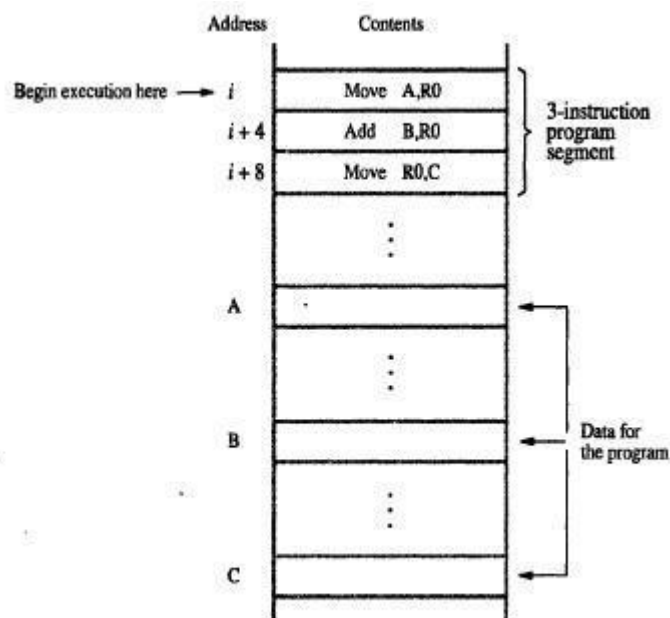 Address Contents
Begin execution here i Move A,R0
i + 4 Add B,R0
i + 8 Move R0,C
3-instruction
program
segment
A
B
Data for
the program
C